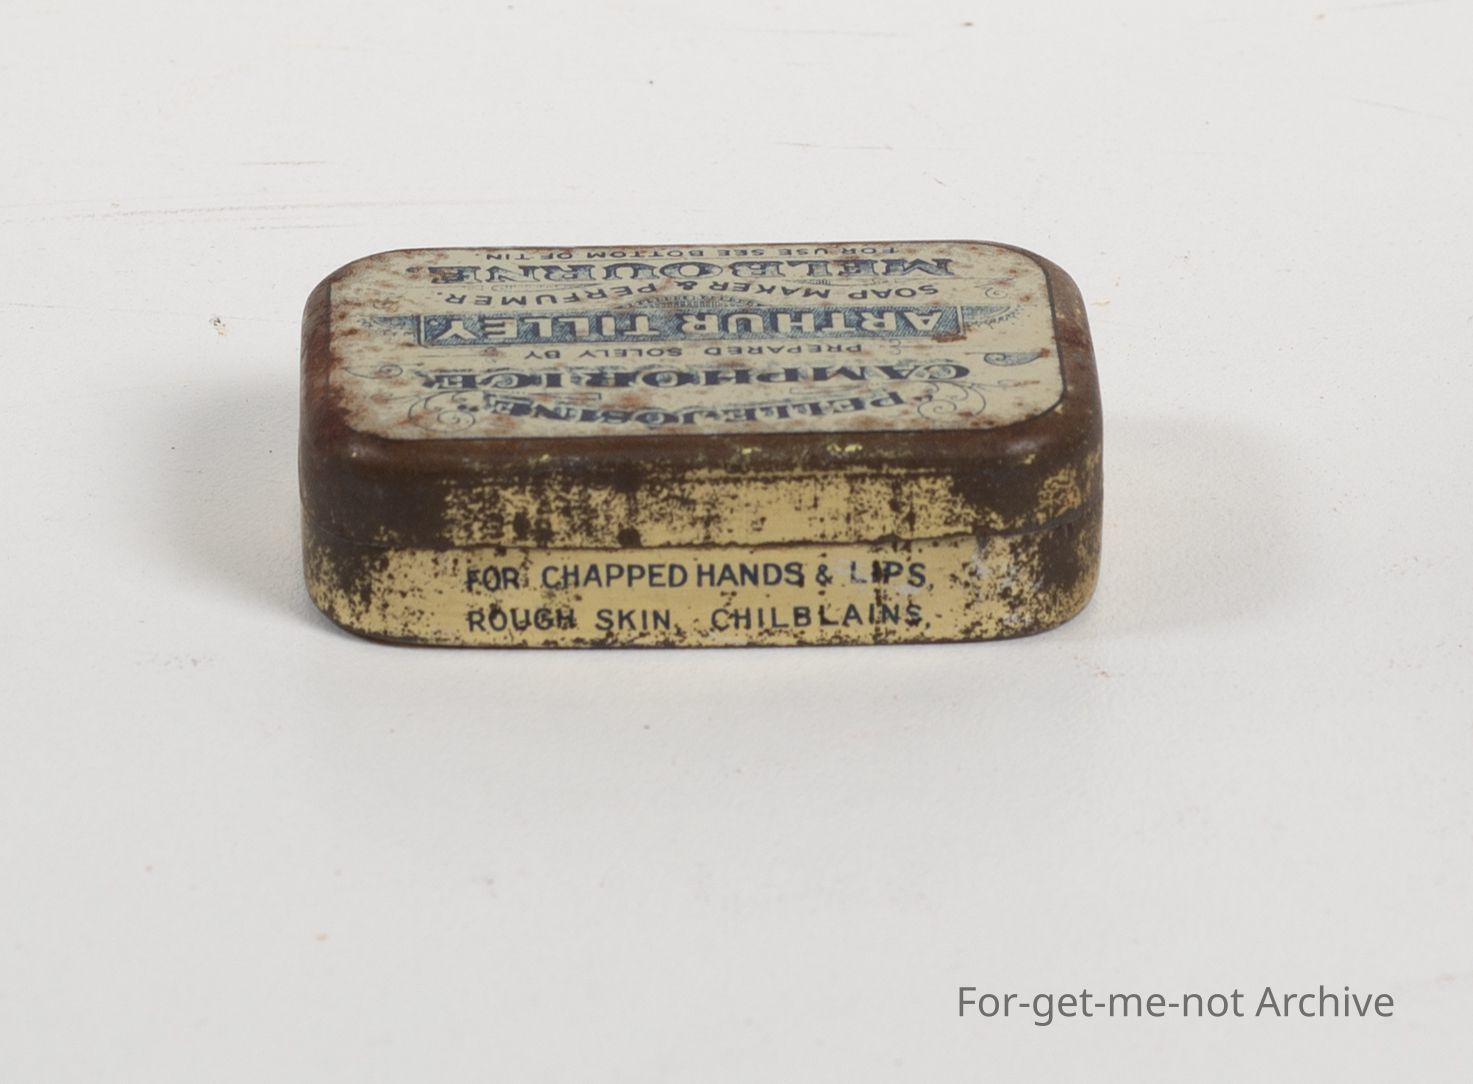 "PELLEJOSINE"
CAMPHORICE
PREPARED SOLELY BY
ARTHUR TILLEY.
SOAP MAKER & PERFUMER.
MELBOURNE.
FOR USE SEE BOTTOM OF TIN.
FOR CHAPPED HANDS & LIPS,
ROUGH SKIN, CHILBLAINS,
For-get-me-not Archive